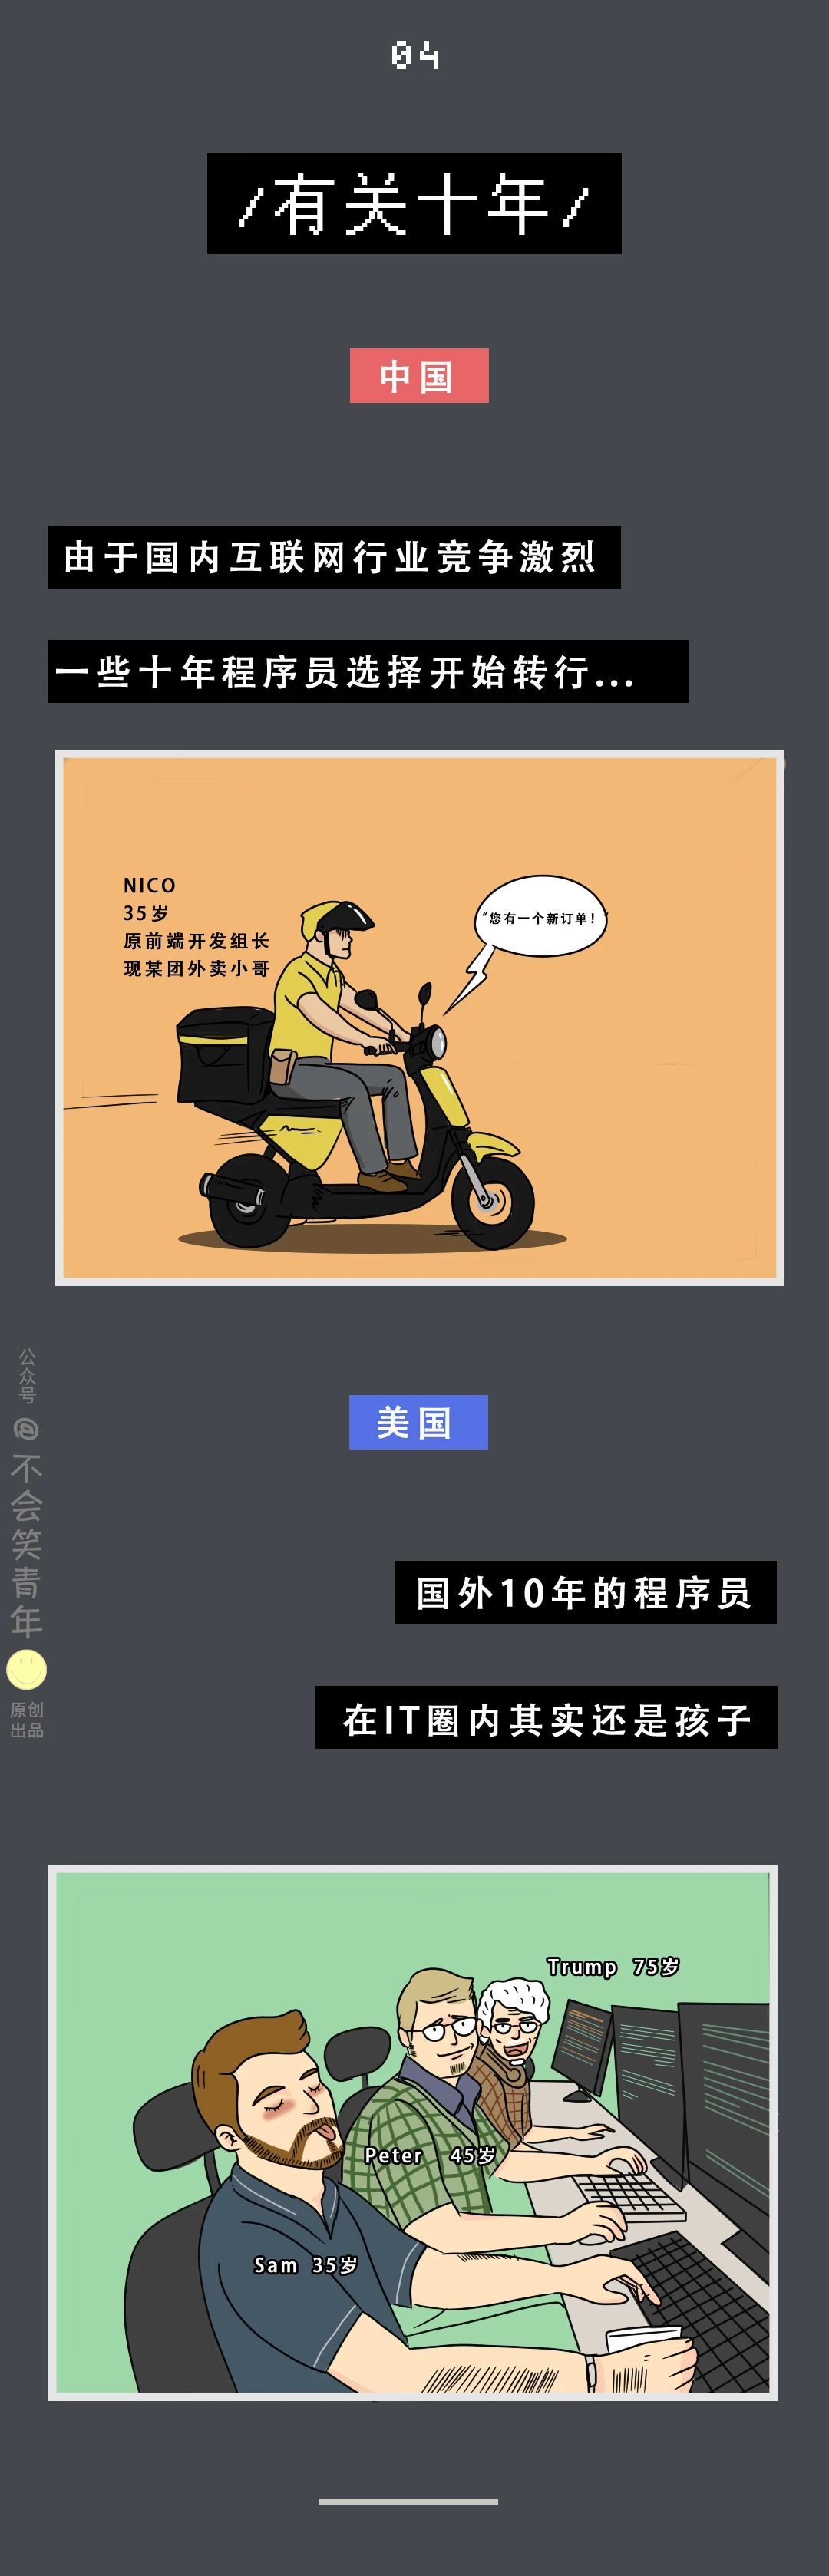 04
/有关十年/
中国
由于国内互联网行业竞争激烈
一些十年程序员选择开始转行...
NICO
35岁
原前端开发组长
现某团外卖小哥
“您有一个新订单！”
美国
国外10年的程序员
在IT圈内其实还是孩子
Trump 75岁
Peter 45岁
Sam 35岁
公众号
@不会笑青年
原创
出品